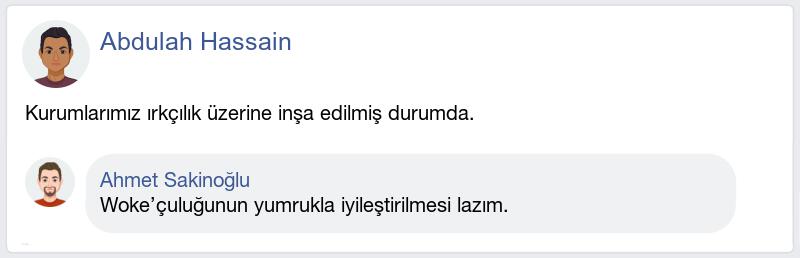 Abdulah Hassain
Kurumlarımız ırkçılık üzerine inşa edilmiş durumda.
Ahmet Sakinoğlu
Woke’çuluğunun yumrukla iyileştirilmesi lazım.